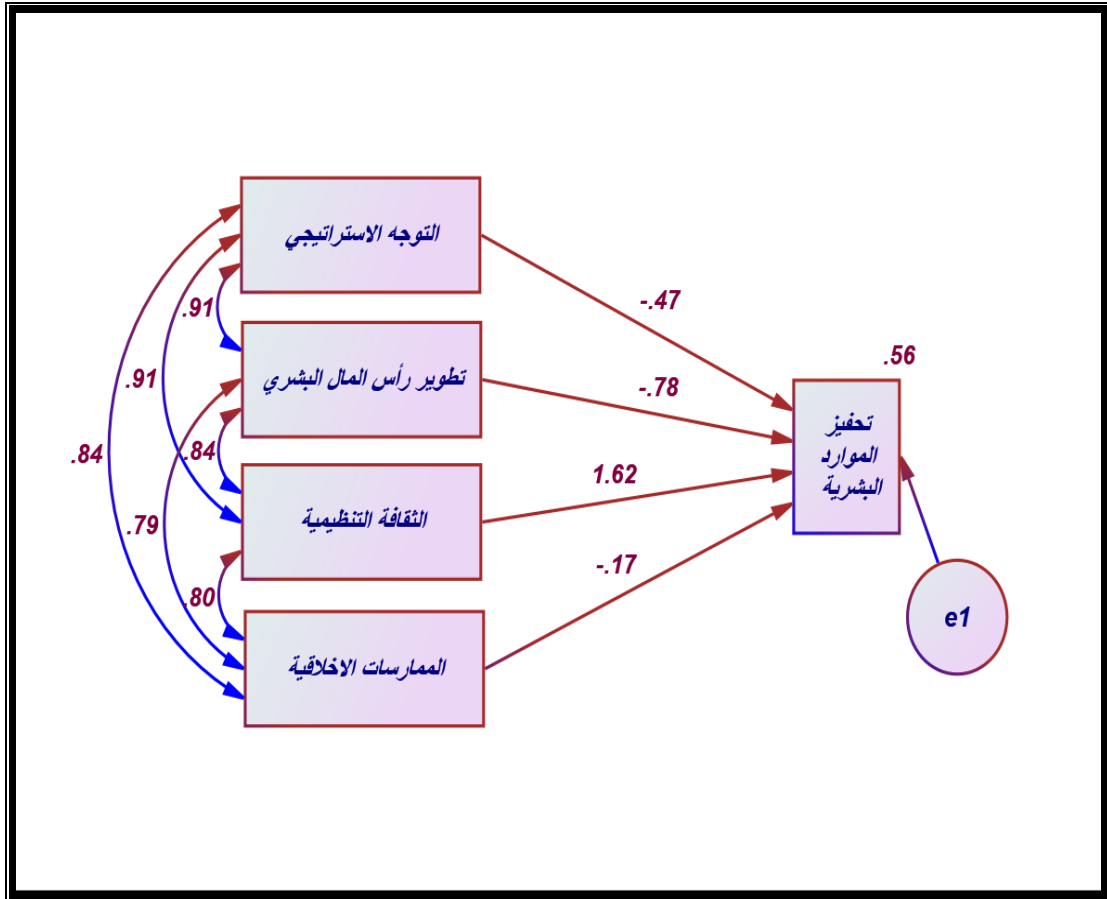 التوجه الاستراتيجي
-.47
.91
.56
تطوير رأس المال البشري
-.78
.91
تحفيز
الموارد
البشرية
.84
.84
1.62
الثقافة التنظيمية
.79
-.17
.80
e1
الممارسات الاخلاقية